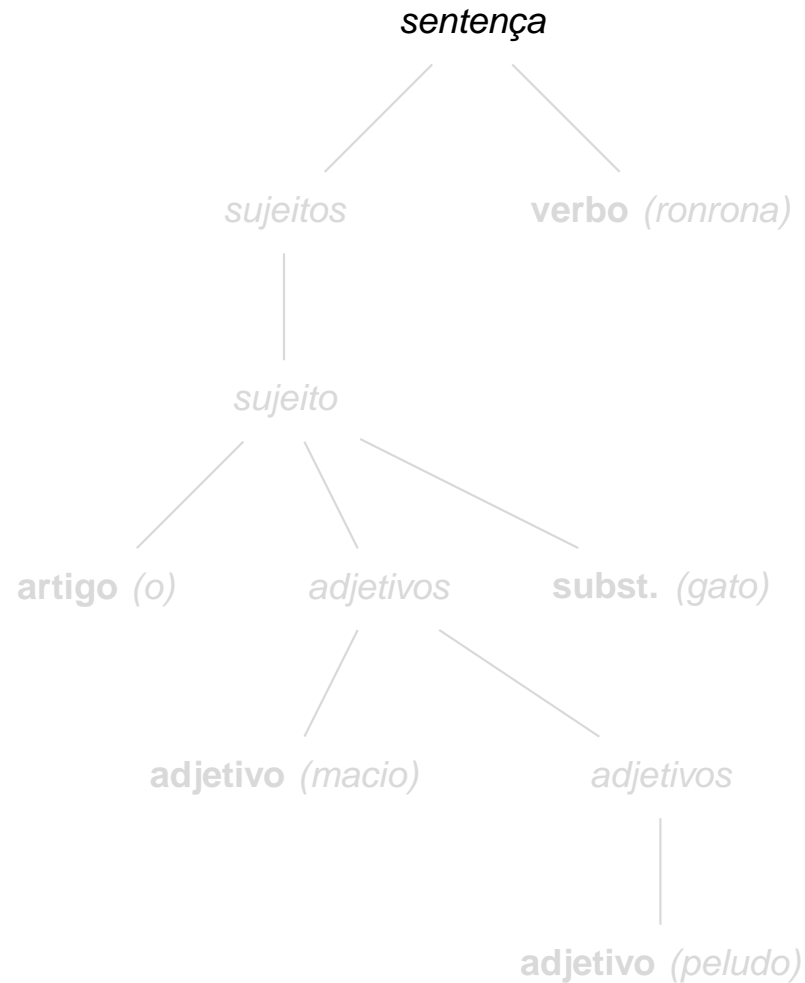 sentença
sujeitos verbo (ronrona)
sujeito
artigo (o) adjetivos subst. (gato)
adjetivo (macio) adjetivos
adjetivo (peludo)